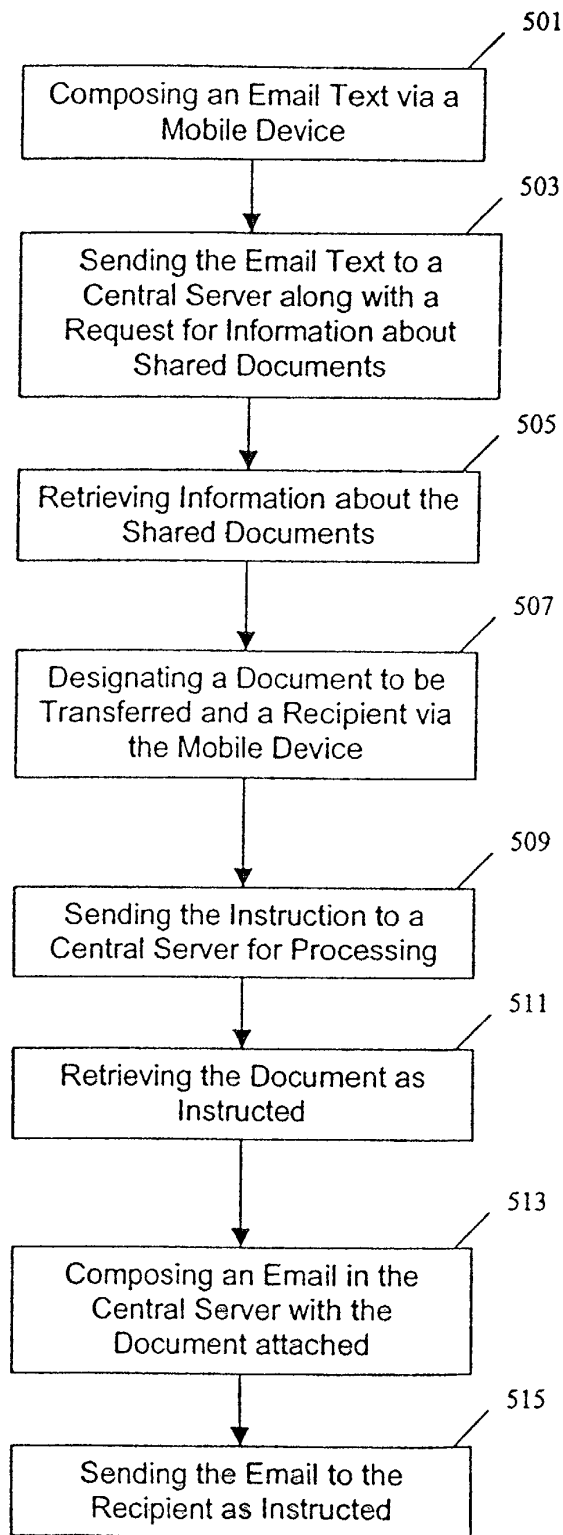 501
Composing an Email Text via a
Mobile Device
503
Sending the Email Text to a
Central Server along with a
Request for Information about
Shared Documents
505
Retrieving Information about the
Shared Documents
507
Designating a Document to be
Transferred and a Recipient via
the Mobile Device
509
Sending the Instruction to a
Central Server for Processing
511
Retrieving the Document as
Instructed
513
Composing an Email in the
Central Server with the
Document attached
515
Sending the Email to the
Recipient as Instructed